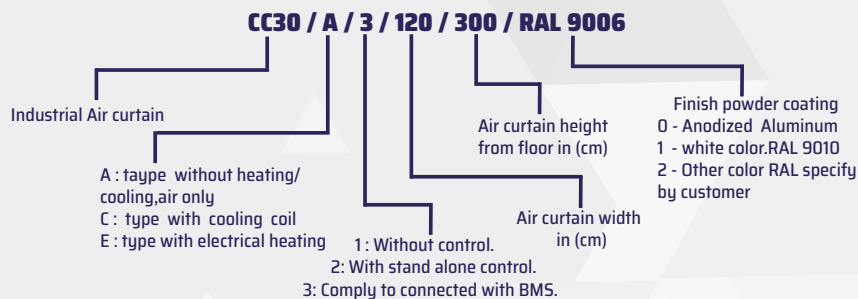 CC30 / A / 3 / 120 / 300 / RAL 9006
Industrial Air curtain
A : taype without heating/
cooling,air only
C : type with cooling coil
E : type with electrical heating
1 : Without control.
2: With stand alone control.
3: Comply to connected with BMS.
Air curtain width
in (cm)
Air curtain height
from floor in (cm)
Finish powder coating
0 - Anodized Aluminum
1 - white color.RAL 9010
2 - Other color RAL specify
by customer